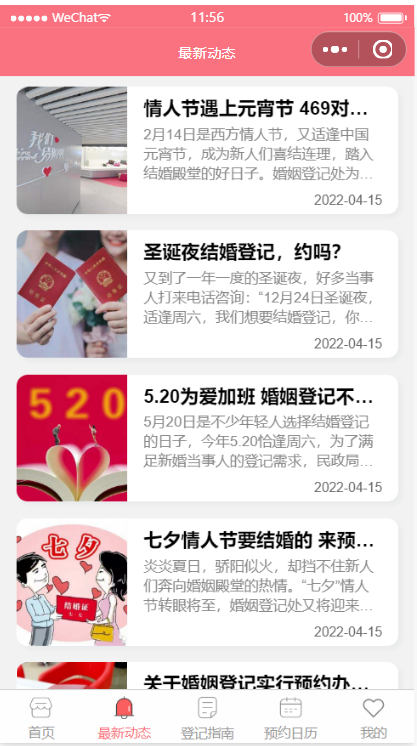 WeChat 11:56 100%
最新动态
情人节遇上元宵节 469对...
2月14日是西方情人节，又适逢中国
元宵节，成为新人们喜结连理，踏入
结婚殿堂的好日子。婚姻登记处为...
2022-04-15
圣诞夜结婚登记，约吗？
又到了一年一度的圣诞夜，好多当事
人打来电话咨询：“12月24日圣诞夜，
适逢周六，我们想要结婚登记，你...
2022-04-15
520
5.20为爱加班 婚姻登记不...
5月20日是不少年轻人选择结婚登记
的日子，今年5.20恰逢周六，为了满
足新婚当事人的登记需求，民政局...
2022-04-15
七夕
结婚证
七夕情人节要结婚的 来预...
炎炎夏日，骄阳似火，却挡不住新人
们奔向婚姻殿堂的热情。“七夕”情人
节转眼将至，婚姻登记处又将迎来...
2022-04-15
关于婚姻登记实行预约办...
首页 最新动态 登记指南 预约日历 我的